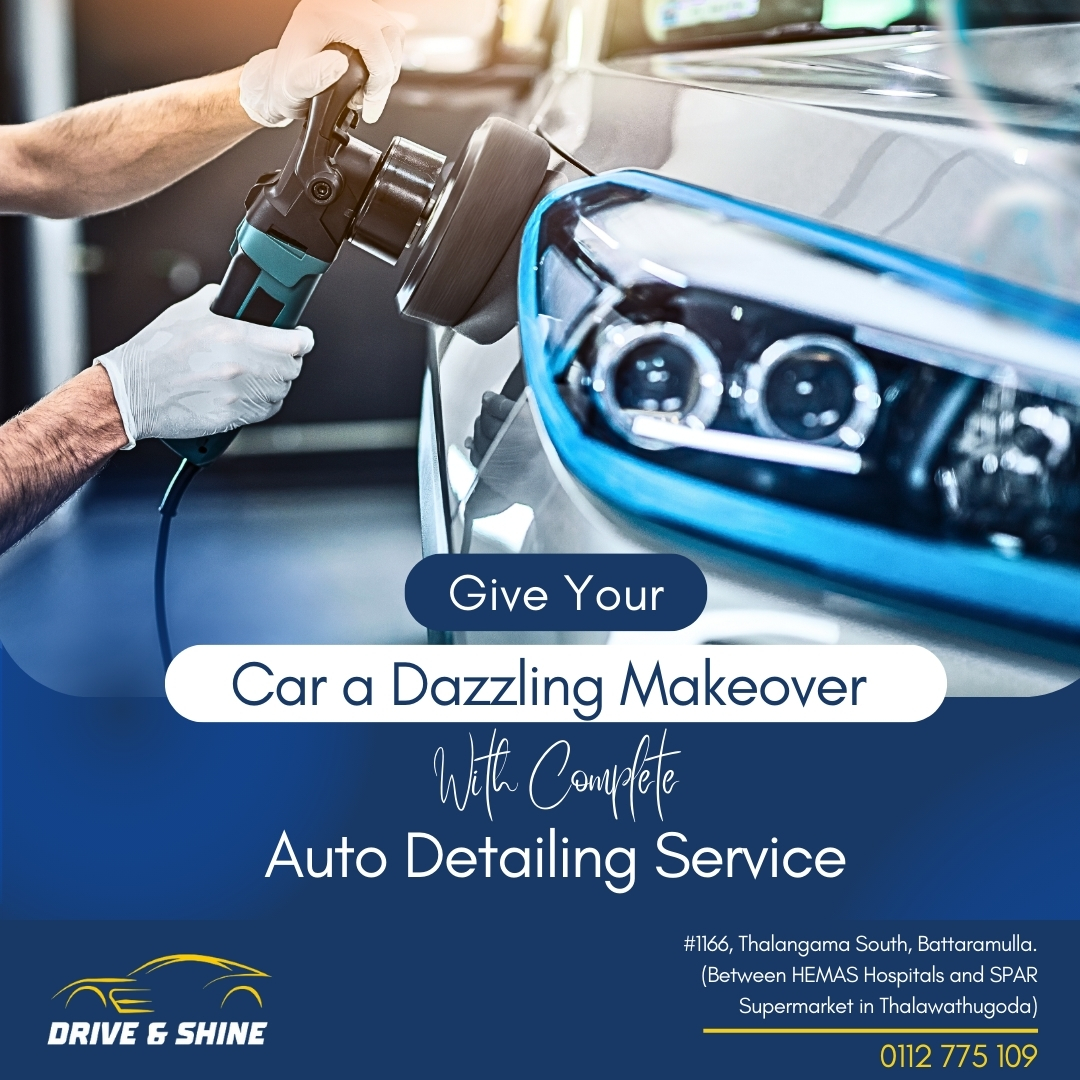 Give Your
Car a Dazzling Makeover
With Complete
Auto Detailing Service
DRIVE & SHINE
#1166, Thalangama South, Battaramulla.
(Between HEMAS Hospitals and SPAR
Supermarket in Thalawathugoda)
0112 775 109